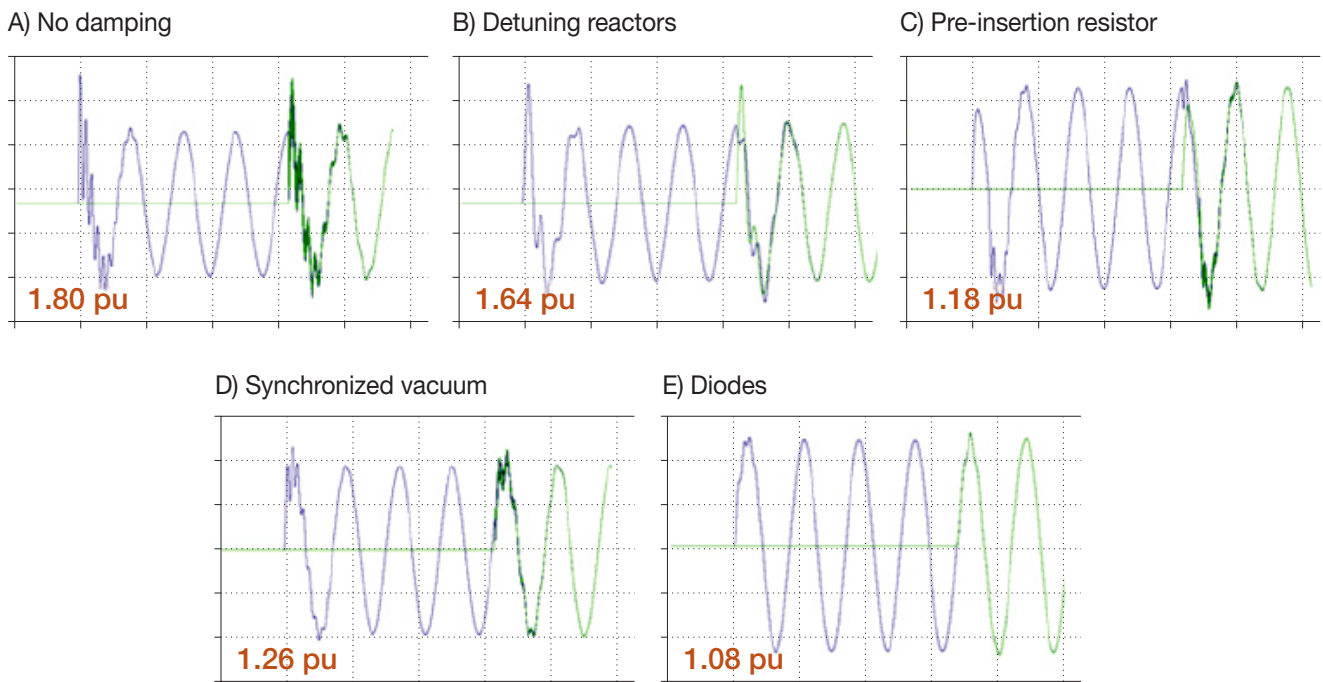 A) No damping
B) Detuning reactors
C) Pre-insertion resistor
1.80 pu
1.64 pu
1.18 pu
D) Synchronized vacuum
E) Diodes
1.26 pu
1.08 pu